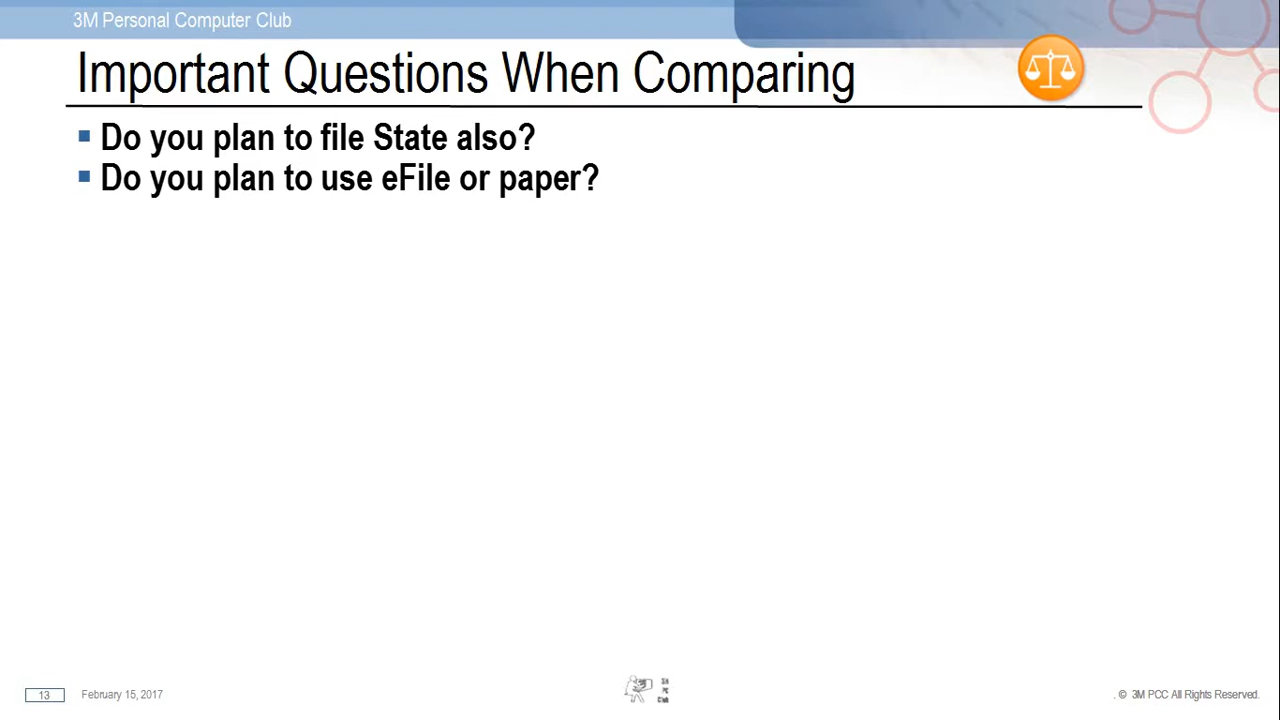 3M Personal Computer Club
Important Questions When Comparing
▪ Do you plan to file State also?
▪ Do you plan to use eFile or paper?
13
February 15, 2017
Club
. © 3M PCC All Rights Reserved.